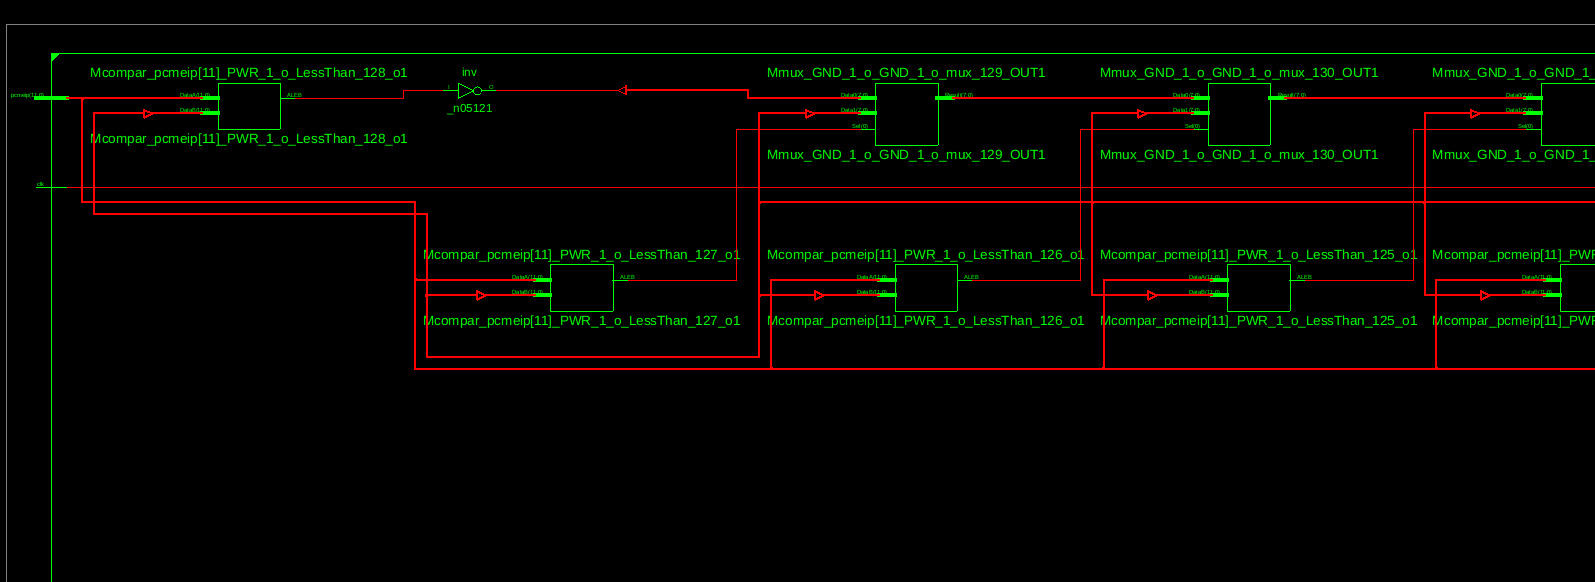 Mcompar_pcmeip[11]_PWR_1_o_LessThan_128_o1
inv
Mmux_GND_1_o_GND_1_o_mux_129_OUT1
Mmux_GND_1_o_GND_1_o_mux_130_OUT1
Mmux_GND_1_o_GND_1_
pcmeip(11:0)
DataA(11:0)
ALEB
I
O
Data0(7:0)
Result(7:0)
Data0(7:0)
Result(7:0)
Data0(7:0)
DataB(11:0)
_n05121
Data1(7:0)
Data1(7:0)
Data1(7:0)
Sel(0)
Sel(0)
Sel(0)
Mcompar_pcmeip[11]_PWR_1_o_LessThan_128_o1
Mmux_GND_1_o_GND_1_o_mux_129_OUT1
Mmux_GND_1_o_GND_1_o_mux_130_OUT1
Mmux_GND_1_o_GND_1_
clk
Mcompar_pcmeip[11]_PWR_1_o_LessThan_127_o1
Mcompar_pcmeip[11]_PWR_1_o_LessThan_126_o1
Mcompar_pcmeip[11]_PWR_1_o_LessThan_125_o1
Mcompar_pcmeip[11]_PWR
DataA(11:0)
ALEB
DataA(11:0)
ALEB
DataA(11:0)
ALEB
DataA(11:0)
DataB(11:0)
DataB(11:0)
DataB(11:0)
DataB(11:0)
Mcompar_pcmeip[11]_PWR_1_o_LessThan_127_o1
Mcompar_pcmeip[11]_PWR_1_o_LessThan_126_o1
Mcompar_pcmeip[11]_PWR_1_o_LessThan_125_o1
Mcompar_pcmeip[11]_PWR